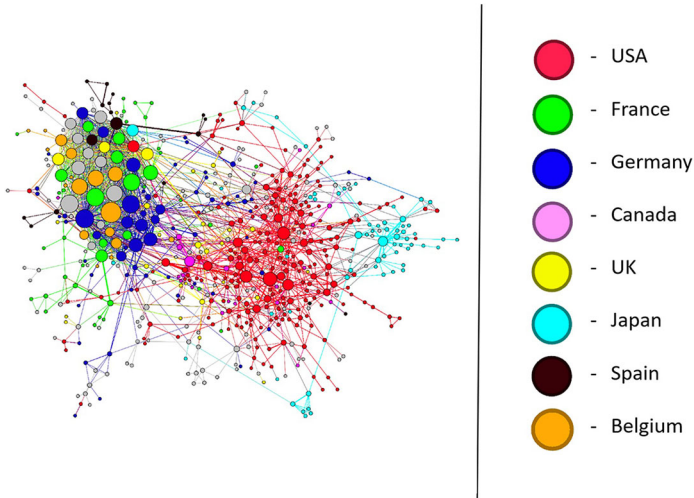 - USA
- France
- Germany
- Canada
- UK
- Japan
- Spain
- Belgium